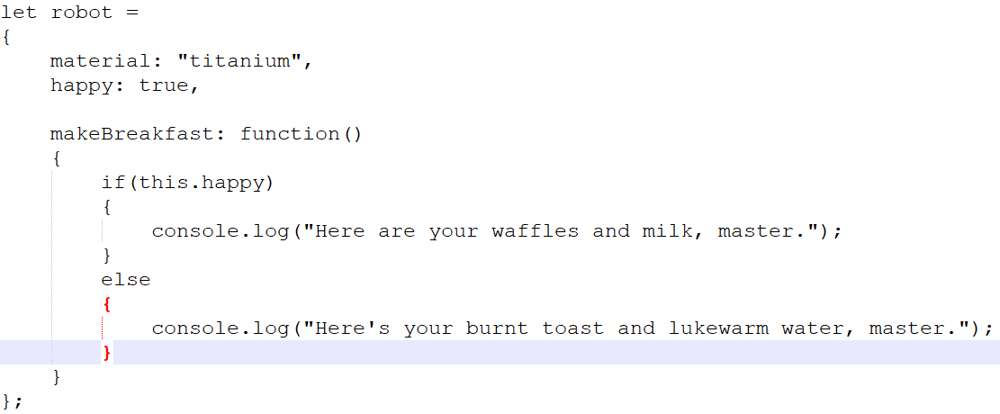 let robot =
{
    material: "titanium",
    happy: true,

    makeBreakfast: function()
    {
        if(this.happy)
        {
            console.log("Here are your waffles and milk, master.");
        }
        else
        {
            console.log("Here's your burnt toast and lukewarm water, master.");
        }
    }
};